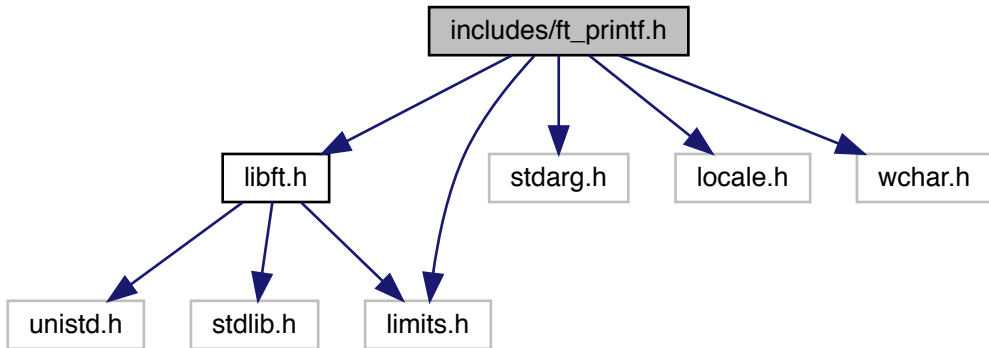 includes/ft_printf.h
libft.h
stdarg.h
locale.h
wchar.h
unistd.h
stdlib.h
limits.h